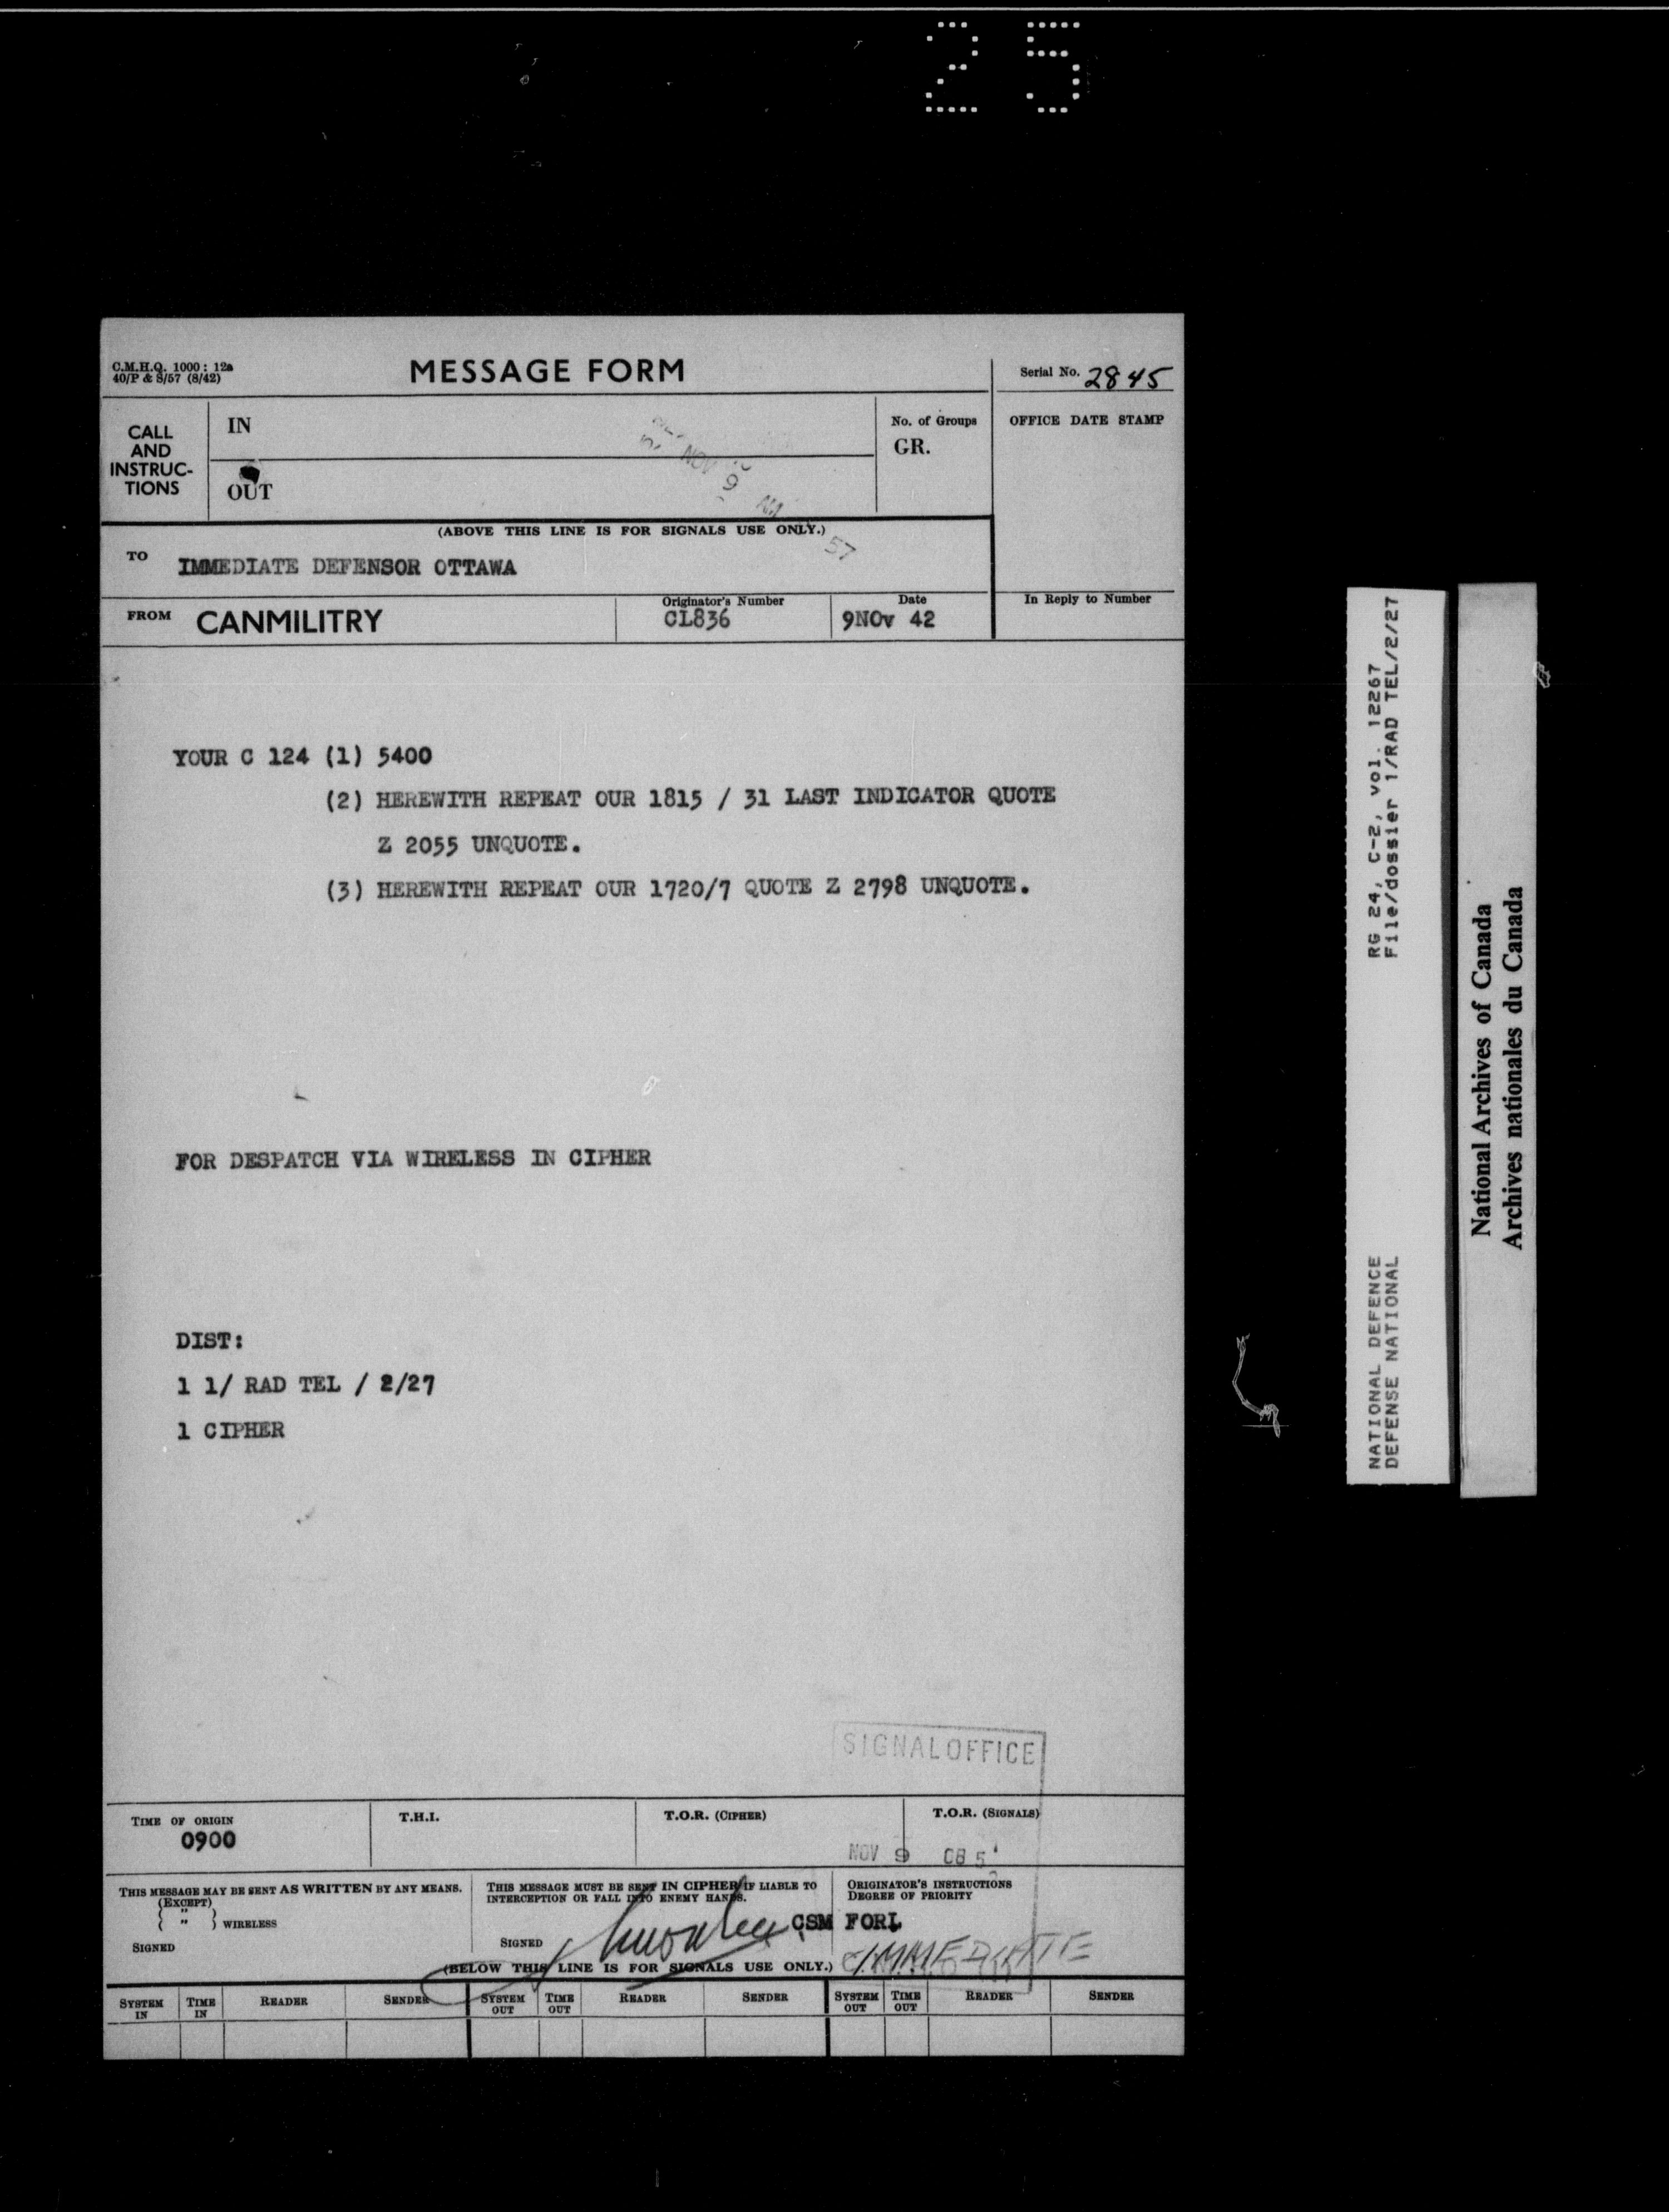 25
C.M.H.Q. 1000 : 12a
40/P & S/57 (8/42)
MESSAGE FORM
Serial No. 2845
CALL
AND
INSTRUC-
TIONS
IN
OUT
No. of Groups
GR.
OFFICE DATE STAMP
NOV 9
57
(ABOVE THIS LINE IS FOR SIGNALS USE ONLY.)
TO IMMEDIATE DEFENSOR OTTAWA
FROM CANMILITRY
Originator's Number
CL836
Date
9NOv 42
In Reply to Number
YOUR C 124 (1) 5400
(2) HEREWITH REPEAT OUR 1815 / 31 LAST INDICATOR QUOTE
Z 2055 UNQUOTE.
(3) HEREWITH REPEAT OUR 1720/7 QUOTE Z 2798 UNQUOTE.
FOR DESPATCH VIA WIRELESS IN CIPHER
DIST:
1 1/ RAD TEL / 2/27
1 CIPHER
SIGNAL OFFICE
TIME OF ORIGIN
0900
T.H.I.
T.O.R. (CIPHER)
T.O.R. (SIGNALS)
NOV 9 08 5
THIS MESSAGE MAY BE SENT AS WRITTEN BY ANY MEANS.
(EXCEPT)
( " ) WIRELESS
SIGNED
THIS MESSAGE MUST BE SENT IN CIPHER IF LIABLE TO
INTERCEPTION OR FALL INTO ENEMY HANDS.
SIGNED
CSM FOR
ORIGINATOR'S INSTRUCTIONS
DEGREE OF PRIORITY
IMMEDIATE
(BELOW THIS LINE IS FOR SIGNALS USE ONLY.)
SYSTEM IN TIME IN READER SENDER SYSTEM OUT TIME OUT READER SENDER SYSTEM OUT TIME OUT READER SENDER
NATIONAL DEFENCE RG 24, C-2, vol. 12267
DEFENSE NATIONAL File/dossier 1/RAD TEL/2/27
National Archives of Canada
Archives nationales du Canada